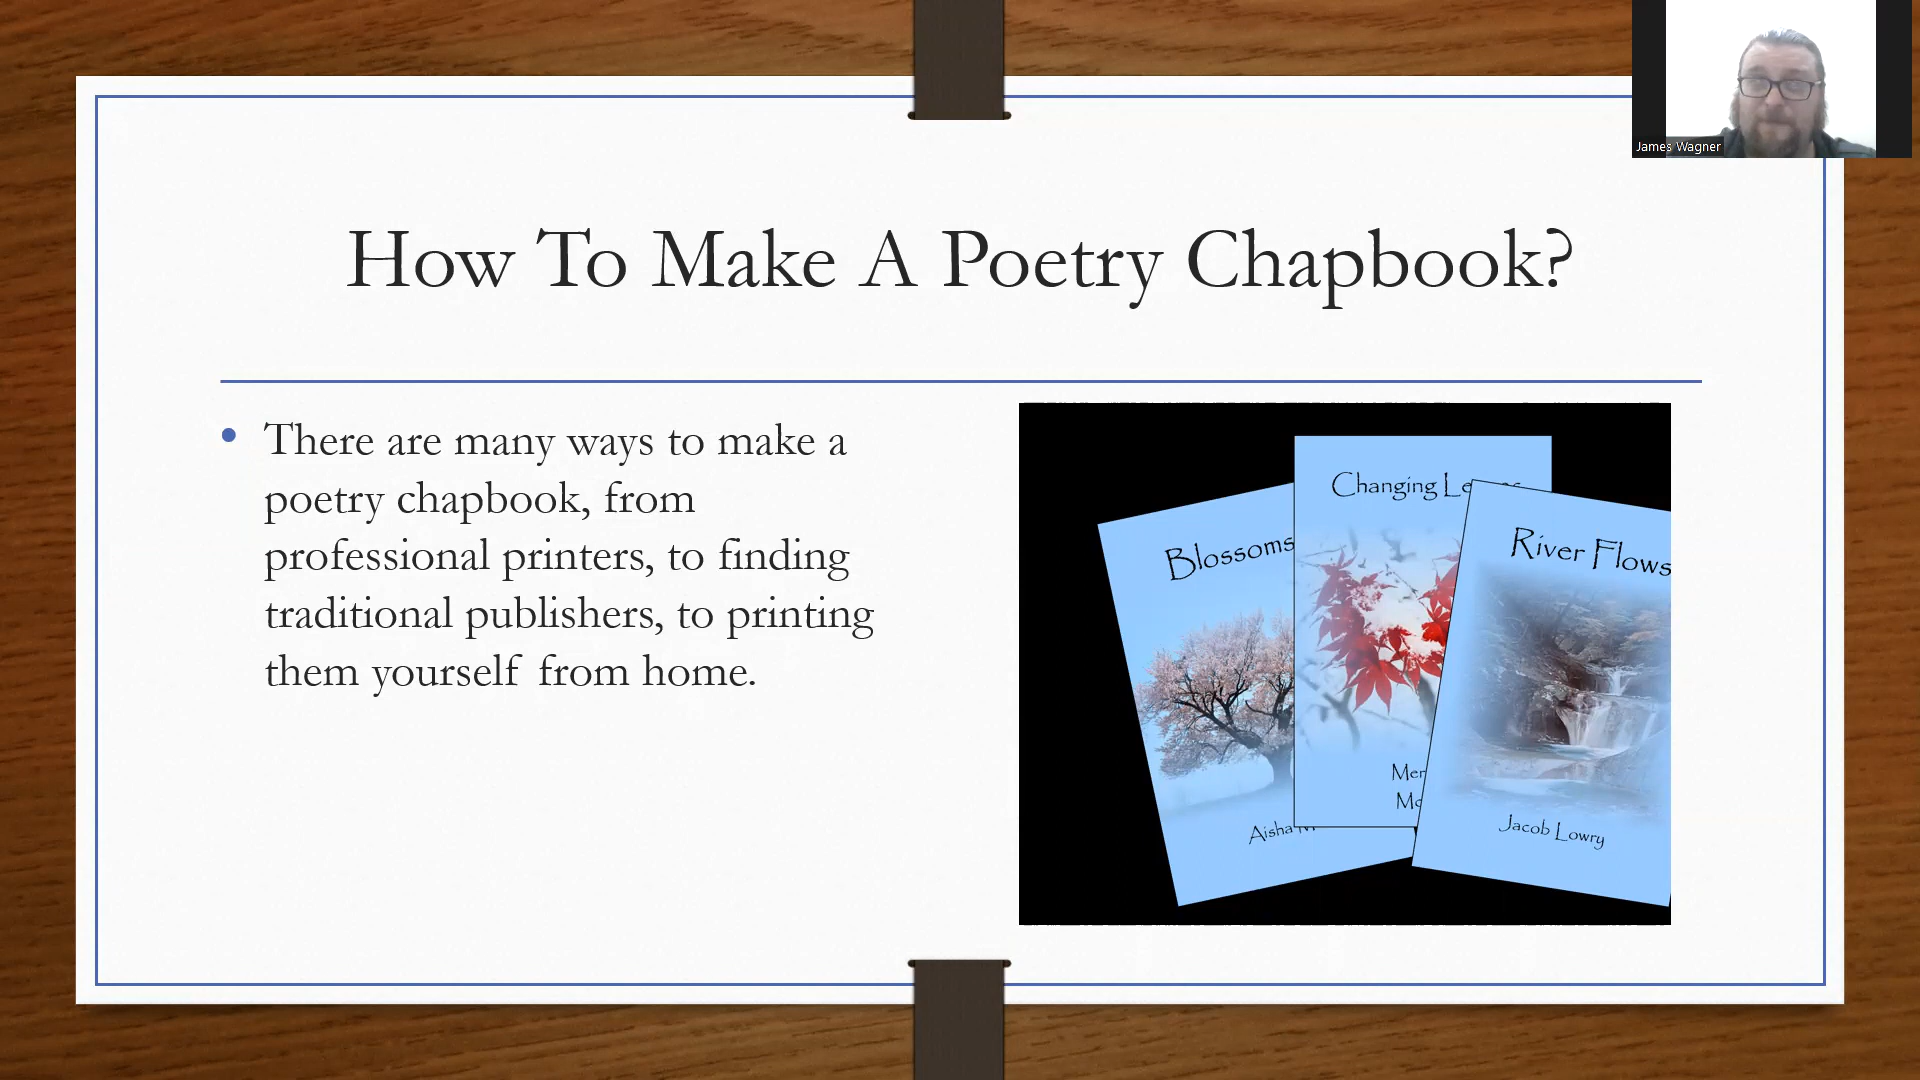 James Wagner
How To Make A Poetry Chapbook?
There are many ways to make a
poetry chapbook, from
professional printers, to finding
traditional publishers, to printing
them yourself from home.
Changing
Blossoms
River Flows
Aisha
Jacob Lowry